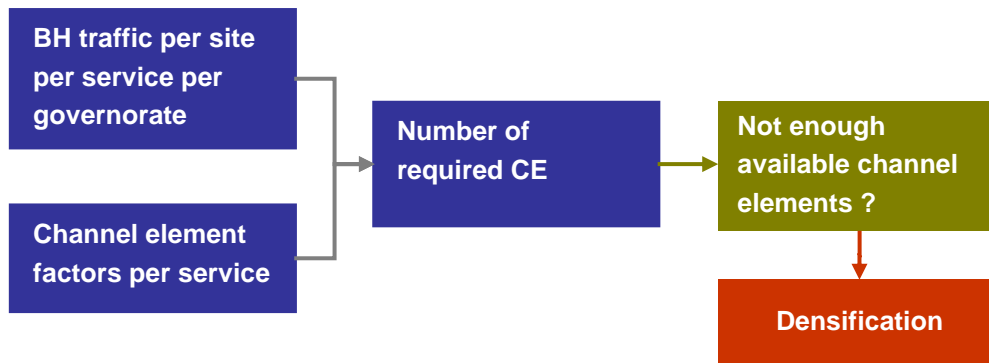 BH traffic per site
per service per
governorate
Channel element
factors per service
Number of
required CE
Not enough
available channel
elements ?
Densification